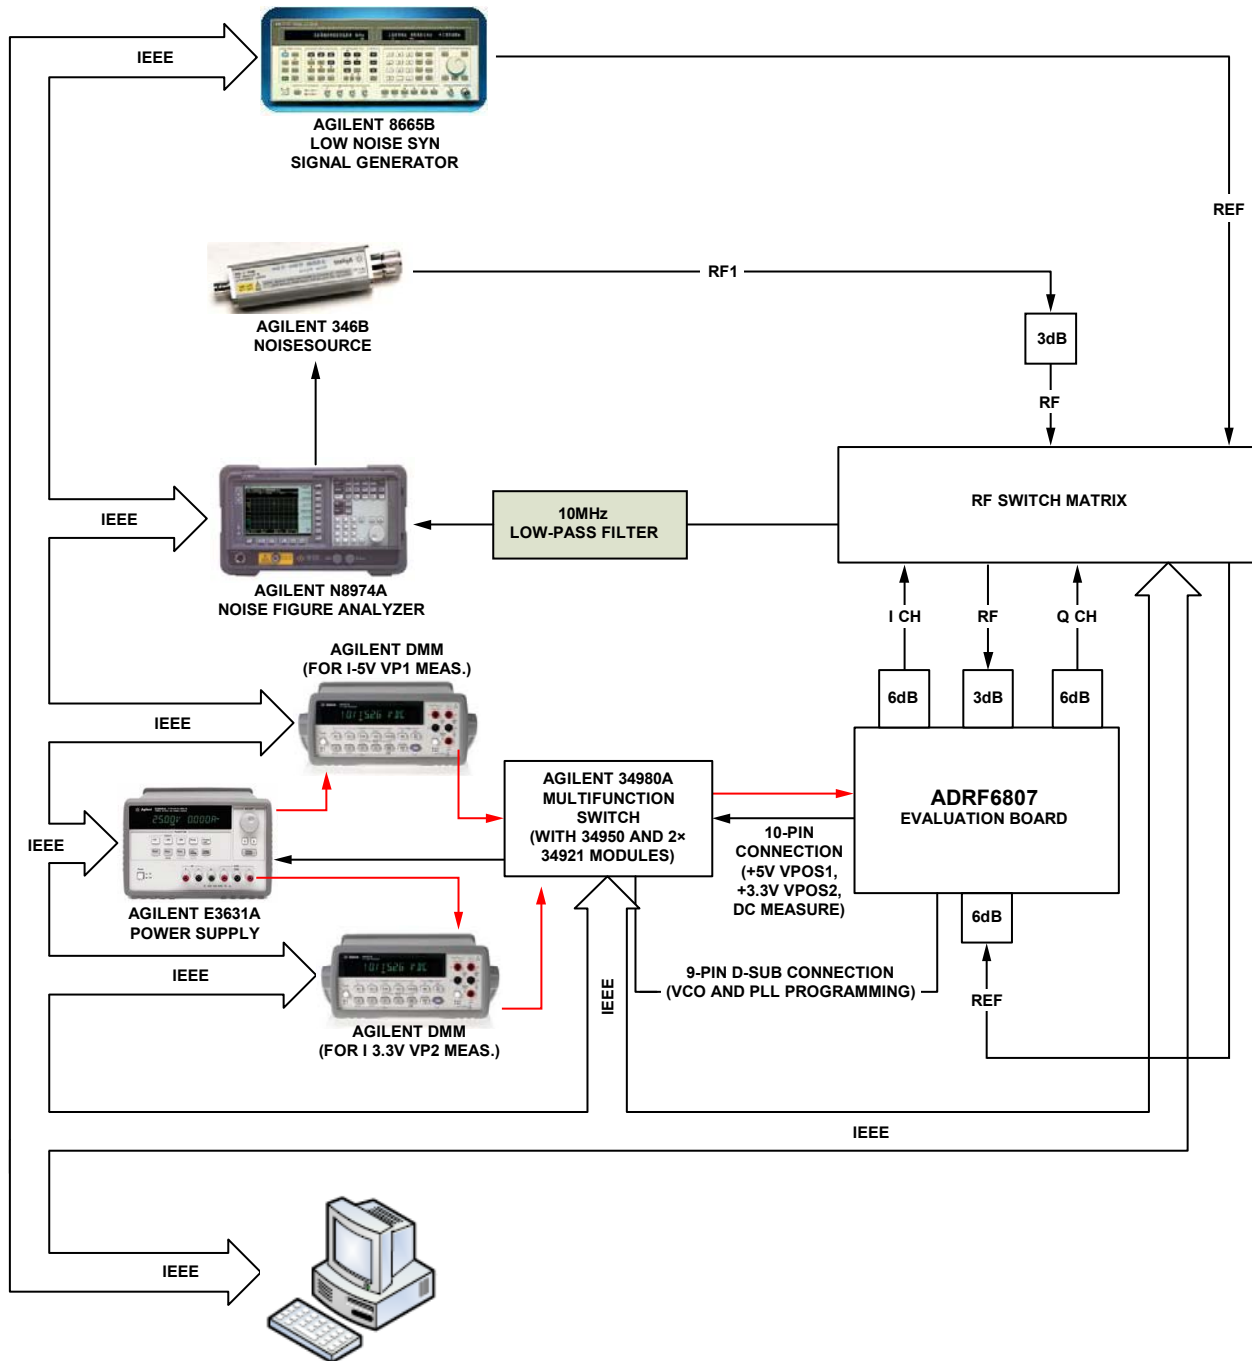 IEEE
AGILENT 8665B
LOW NOISE SYN
SIGNAL GENERATOR
REF
RF1
AGILENT 346B
NOISESOURCE
3dB
RF
RF SWITCH MATRIX
10MHz
LOW-PASS FILTER
IEEE
AGILENT N8974A
NOISE FIGURE ANALYZER
I CH
RF
Q CH
AGILENT DMM
(FOR I-5V VP1 MEAS.)
6dB
3dB
6dB
IEEE
AGILENT 34980A
MULTIFUNCTION
SWITCH
(WITH 34950 AND 2×
34921 MODULES)
ADRF6807
EVALUATION BOARD
IEEE
10-PIN
CONNECTION
(+5V VPOS1,
+3.3V VPOS2,
DC MEASURE)
AGILENT E3631A
POWER SUPPLY
6dB
IEEE
9-PIN D-SUB CONNECTION
(VCO AND PLL PROGRAMMING)
REF
IEEE
AGILENT DMM
(FOR I 3.3V VP2 MEAS.)
IEEE
IEEE